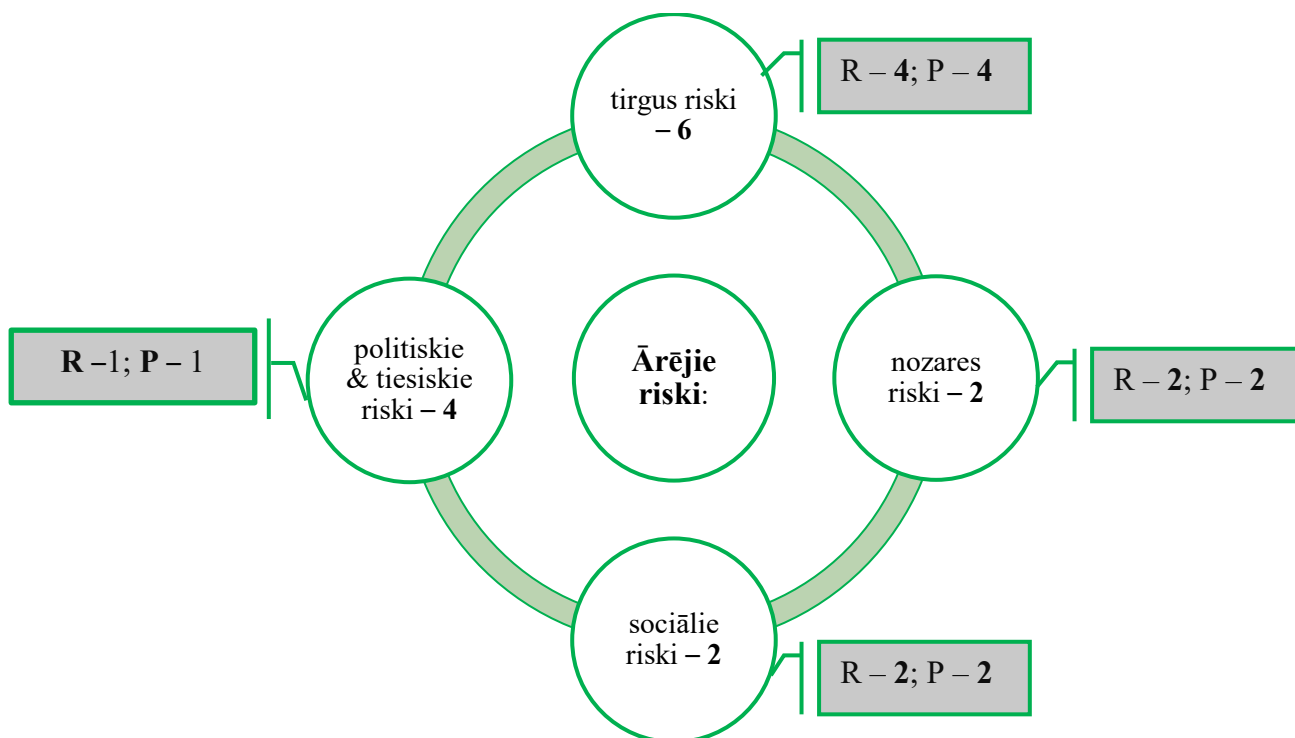 tirgus riski
– 6
R – 4; P – 4
politiskie
& tiesiskie
riski – 4
R –1; P – 1
Ārējie
riski:
nozares
riski – 2
R – 2; P – 2
sociālie
riski – 2
R – 2; P – 2